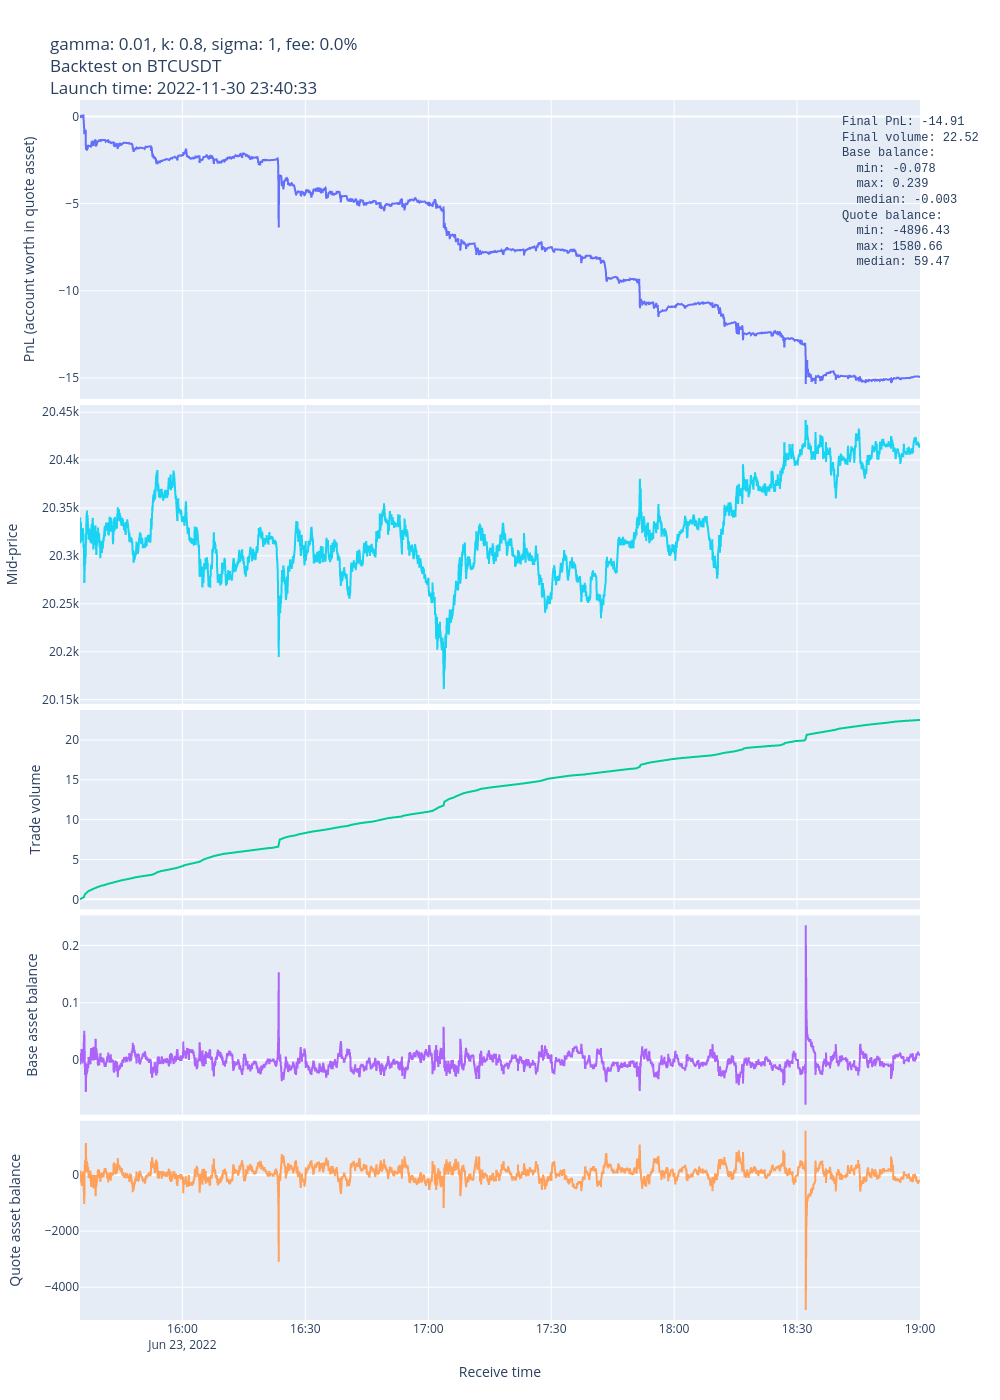 gamma: 0.01, k: 0.8, sigma: 1, fee: 0.0%
Backtest on BTCUSDT
Launch time: 2022-11-30 23:40:33
Final PnL: -14.91
Final volume: 22.52
Base balance:
min: -0.078
max: 0.239
median: -0.003
Quote balance:
min: -4896.43
max: 1580.66
median: 59.47
PnL (account worth in quote asset)
0
−5
−10
−15
Mid-price
20.45k
20.4k
20.35k
20.3k
20.25k
20.2k
20.15k
Trade volume
20
15
10
5
0
Base asset balance
0.2
0.1
0
Quote asset balance
0
−2000
−4000
16:00 16:30 17:00 17:30 18:00 18:30 19:00
Jun 23, 2022
Receive time